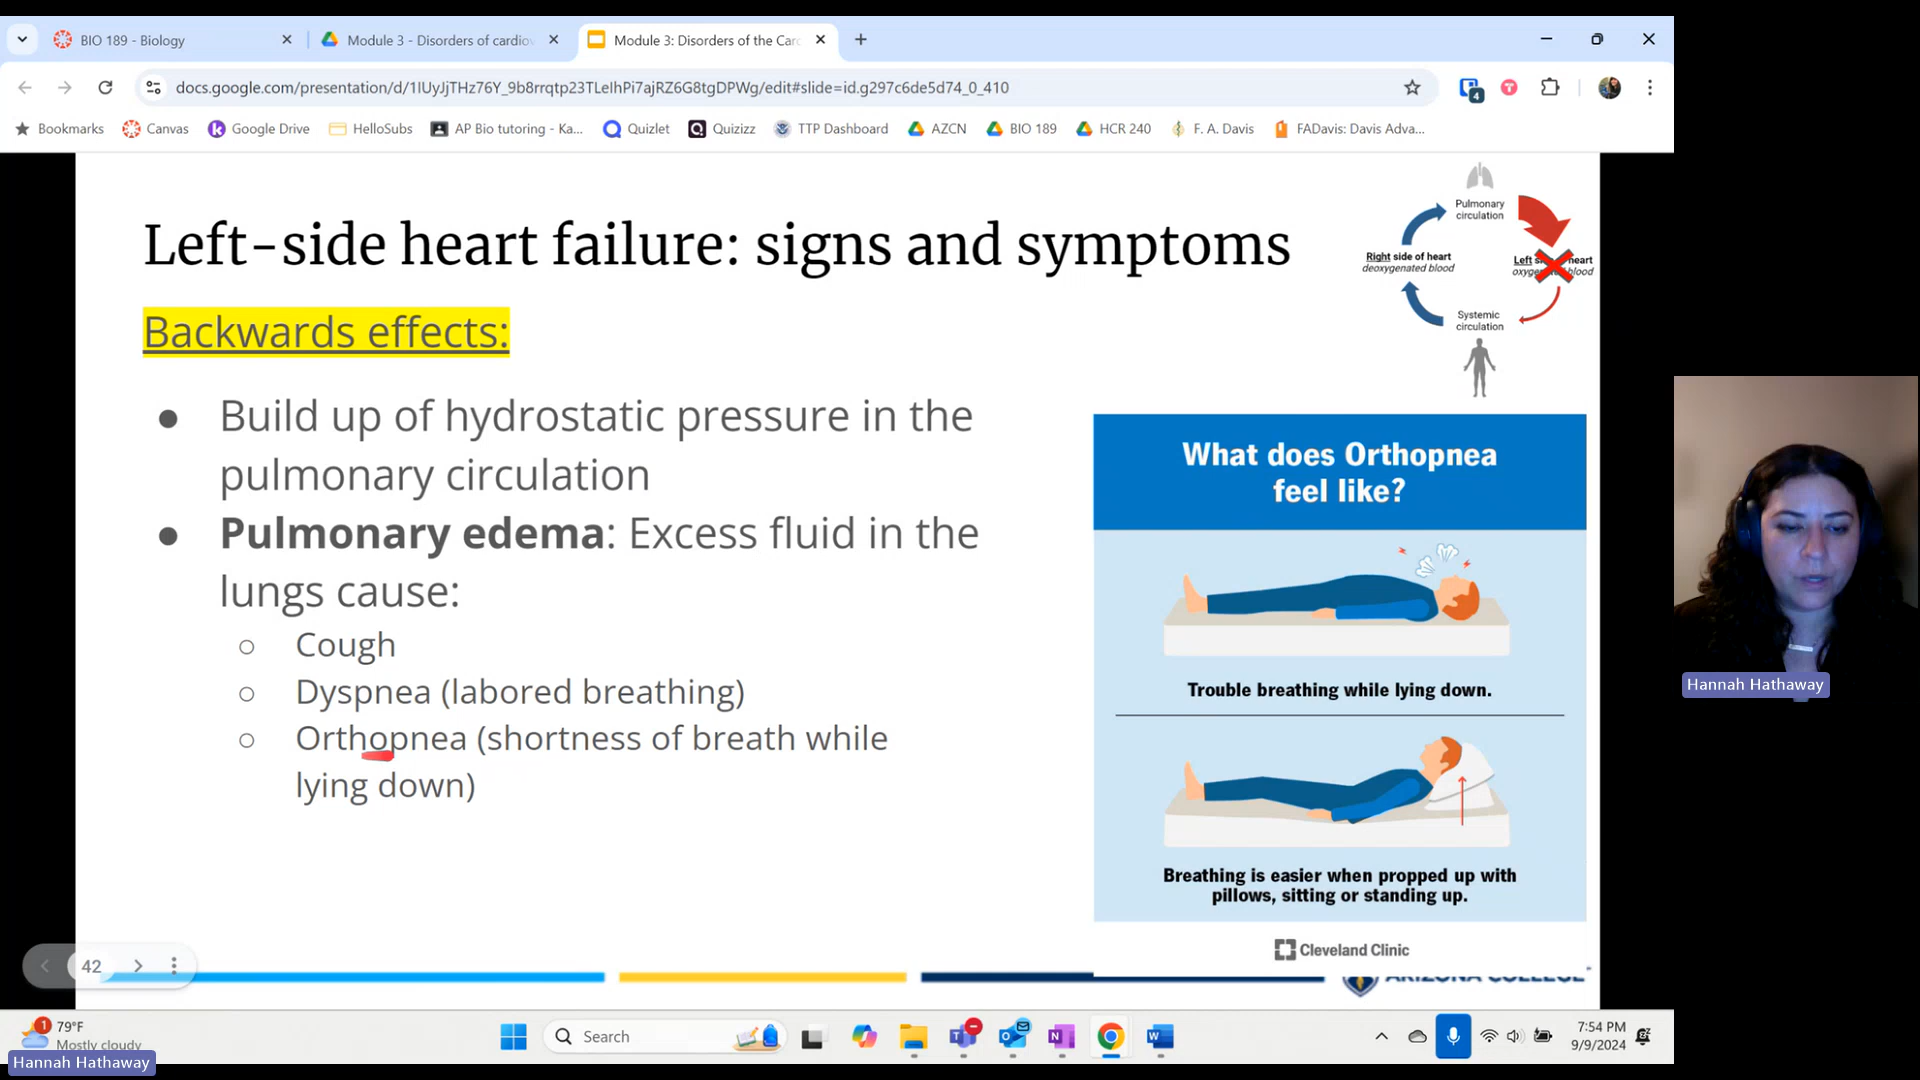 BIO 189 - Biology
Module 3 - Disorders of cardiov
Module 3: Disorders of the Car
docs.google.com/presentation/d/1IUyJjTHz76Y_9b8rrqtp23TLeIhPi7ajRZ6G8tgDPWg/edit#slide=id.g297c6de5d74_0_410
4
Bookmarks
Canvas
Google Drive
HelloSubs
AP Bio tutoring - Ka...
Quizlet
Quizizz
TTP Dashboard
AZCN
BIO 189
HCR 240
F. A. Davis
FADavis: Davis Adva...
Left-side heart failure: signs and symptoms
Pulmonary
circulation
Right side of heart
deoxygenated blood
Systemic
circulation
Backwards effects:
● Build up of hydrostatic pressure in the
pulmonary circulation
● Pulmonary edema: Excess fluid in the
lungs cause:
○ Cough
○ Dyspnea (labored breathing)
○ Orthopnea (shortness of breath while
lying down)
What does Orthopnea
feel like?
Trouble breathing while lying down.
Breathing is easier when propped up with
pillows, sitting or standing up.
Cleveland Clinic
ARIZONA COLLEGE
42
Hannah Hathaway
1
79°F
Mostly cloudy
Search
7:54 PM
9/9/2024
Hannah Hathaway